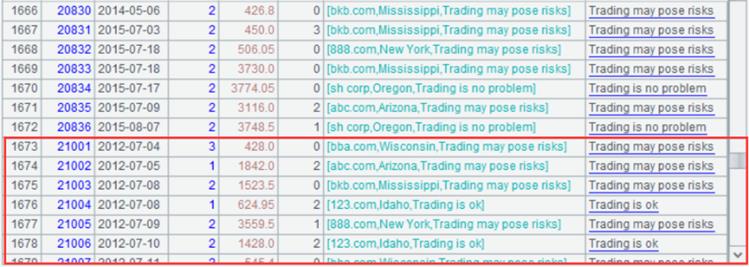 1666 20830 2014-05-06 2 426.8 0 [bkb.com,Mississippi,Trading may pose risks] Trading may pose risks
1667 20831 2015-07-03 2 450.0 3 [bkb.com,Mississippi,Trading may pose risks] Trading may pose risks
1668 20832 2015-07-18 2 506.05 0 [888.com,New York,Trading may pose risks] Trading may pose risks
1669 20833 2015-07-18 2 3730.0 0 [bkb.com,Mississippi,Trading may pose risks] Trading may pose risks
1670 20834 2015-07-17 2 3774.05 0 [sh corp,Oregon,Trading is no problem] Trading is no problem
1671 20835 2015-07-09 2 3116.0 2 [abc.com,Arizona,Trading may pose risks] Trading may pose risks
1672 20836 2015-08-07 2 3748.5 1 [sh corp,Oregon,Trading is no problem] Trading is no problem
1673 21001 2012-07-04 3 428.0 0 [bba.com,Wisconsin,Trading may pose risks] Trading may pose risks
1674 21002 2012-07-05 1 1842.0 2 [abc.com,Arizona,Trading may pose risks] Trading may pose risks
1675 21003 2012-07-08 2 1523.5 0 [bkb.com,Mississippi,Trading may pose risks] Trading may pose risks
1676 21004 2012-07-08 1 624.95 2 [123.com,Idaho,Trading is ok] Trading is ok
1677 21005 2012-07-09 2 3559.5 1 [888.com,New York,Trading may pose risks] Trading may pose risks
1678 21006 2012-07-10 2 1428.0 2 [123.com,Idaho,Trading is ok] Trading is ok